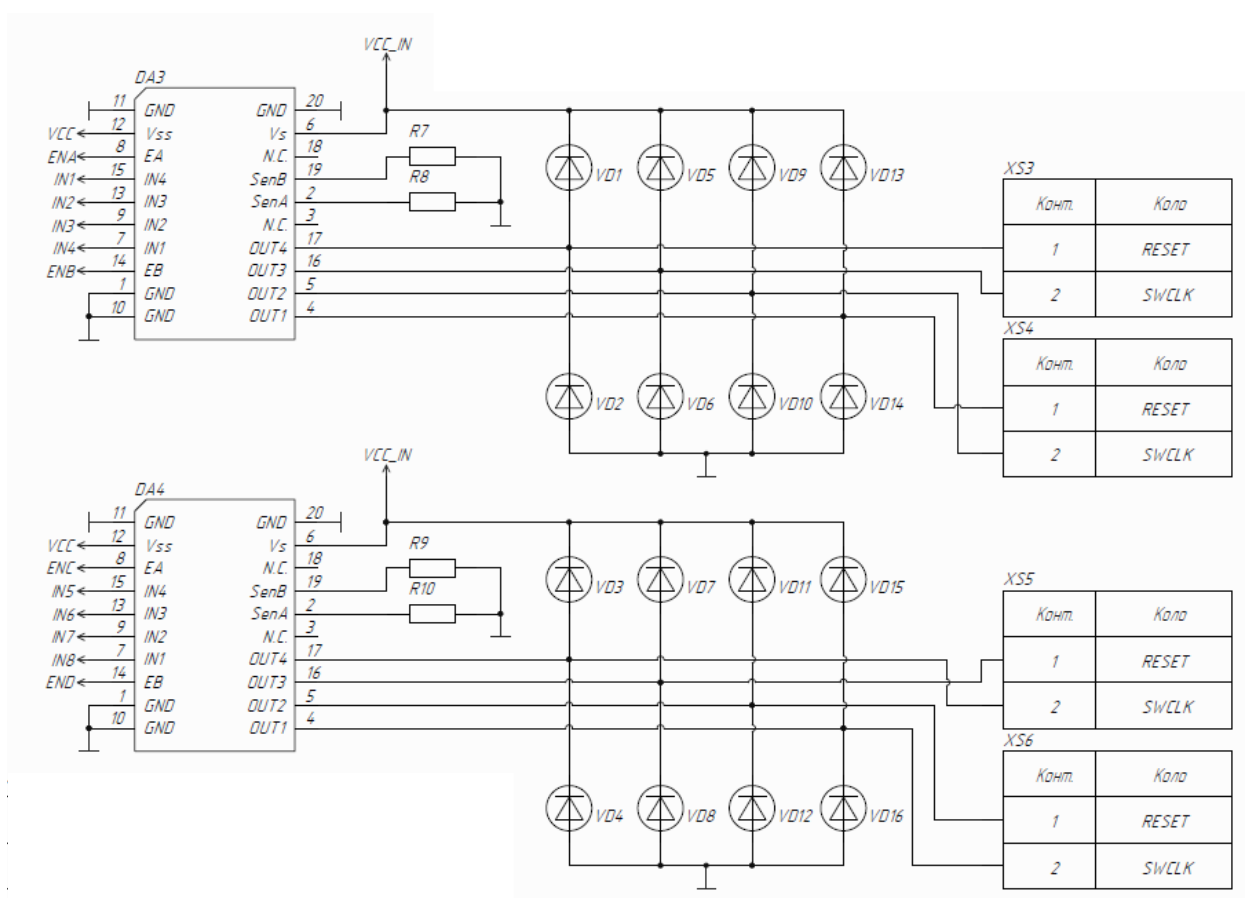 VCC_IN
DA3
11 GND GND 20
VCC 12 Vss Vs 6
ENA 8 EA N.C. 18
IN1 15 IN4 SenB 19
IN2 13 IN3 SenA 2
IN3 9 IN2 N.C. 3
IN4 7 IN1 OUT4 17
ENB 14 EB OUT3 16
1 GND OUT2 5
10 GND OUT1 4
R7
R8
VD1 VD5 VD9 VD13
VD2 VD6 VD10 VD14
XS3
Конт. Коло
1 RESET
2 SWCLK
XS4
Конт. Коло
1 RESET
2 SWCLK
VCC_IN
DA4
11 GND GND 20
VCC 12 Vss Vs 6
ENC 8 EA N.C. 18
IN5 15 IN4 SenB 19
IN6 13 IN3 SenA 2
IN7 9 IN2 N.C. 3
IN8 7 IN1 OUT4 17
END 14 EB OUT3 16
1 GND OUT2 5
10 GND OUT1 4
R9
R10
VD3 VD7 VD11 VD15
VD4 VD8 VD12 VD16
XS5
Конт. Коло
1 RESET
2 SWCLK
XS6
Конт. Коло
1 RESET
2 SWCLK